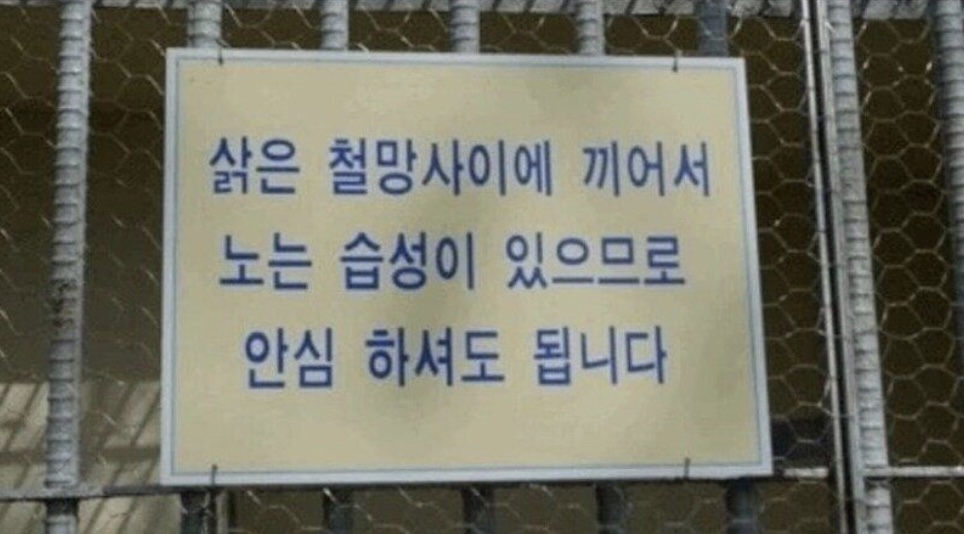 삵은 철망사이에 끼어서
노는 습성이 있으므로
안심 하셔도 됩니다